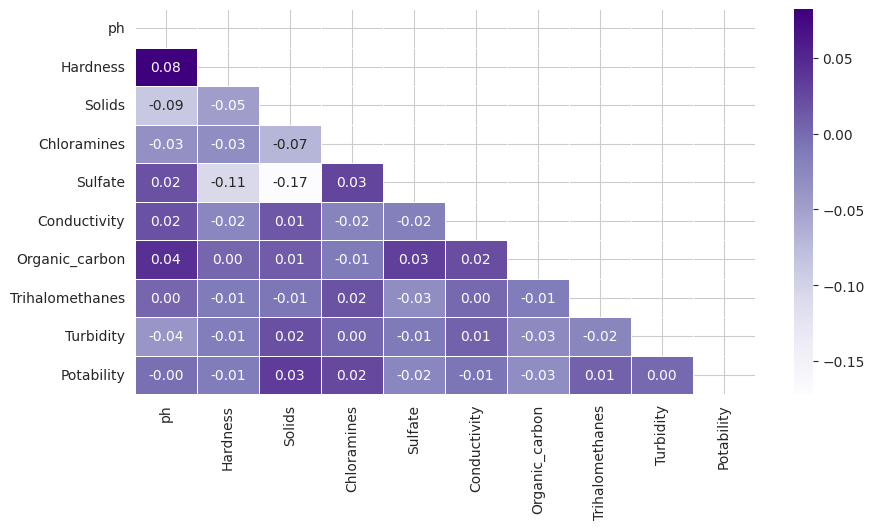 ph
Hardness 0.08
Solids -0.09 -0.05
Chloramines -0.03 -0.03 -0.07
Sulfate 0.02 -0.11 -0.17 0.03
Conductivity 0.02 -0.02 0.01 -0.02 -0.02
Organic_carbon 0.04 0.00 0.01 -0.01 0.03 0.02
Trihalomethanes 0.00 -0.01 -0.01 0.02 -0.03 0.00 -0.01
Turbidity -0.04 -0.01 0.02 0.00 -0.01 0.01 -0.03 -0.02
Potability -0.00 -0.01 0.03 0.02 -0.02 -0.01 -0.03 0.01 0.00
ph
Hardness
Solids
Chloramines
Sulfate
Conductivity
Organic_carbon
Trihalomethanes
Turbidity
Potability
0.05
0.00
−0.05
−0.10
−0.15